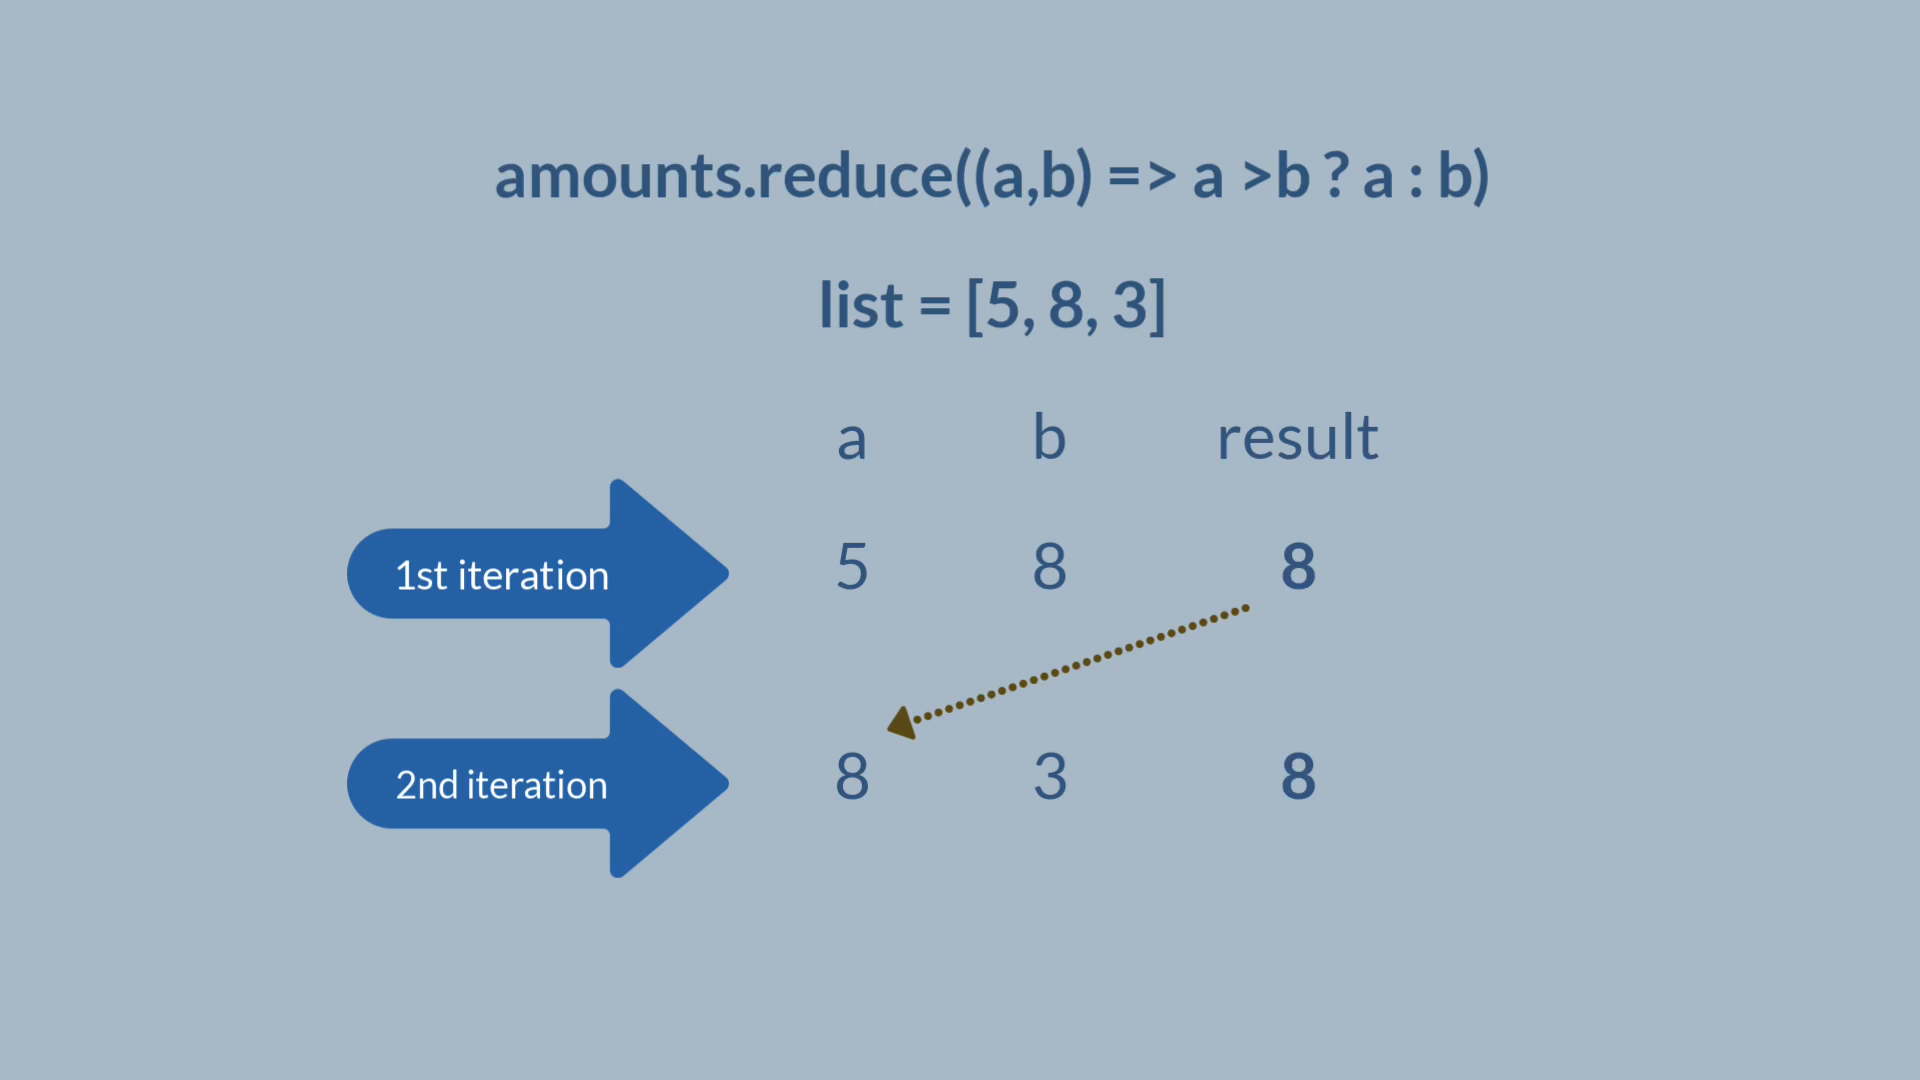 amounts.reduce((a,b) => a >b ? a : b)
list = [5, 8, 3]
a b result
1st iteration 5 8 8
2nd iteration 8 3 8